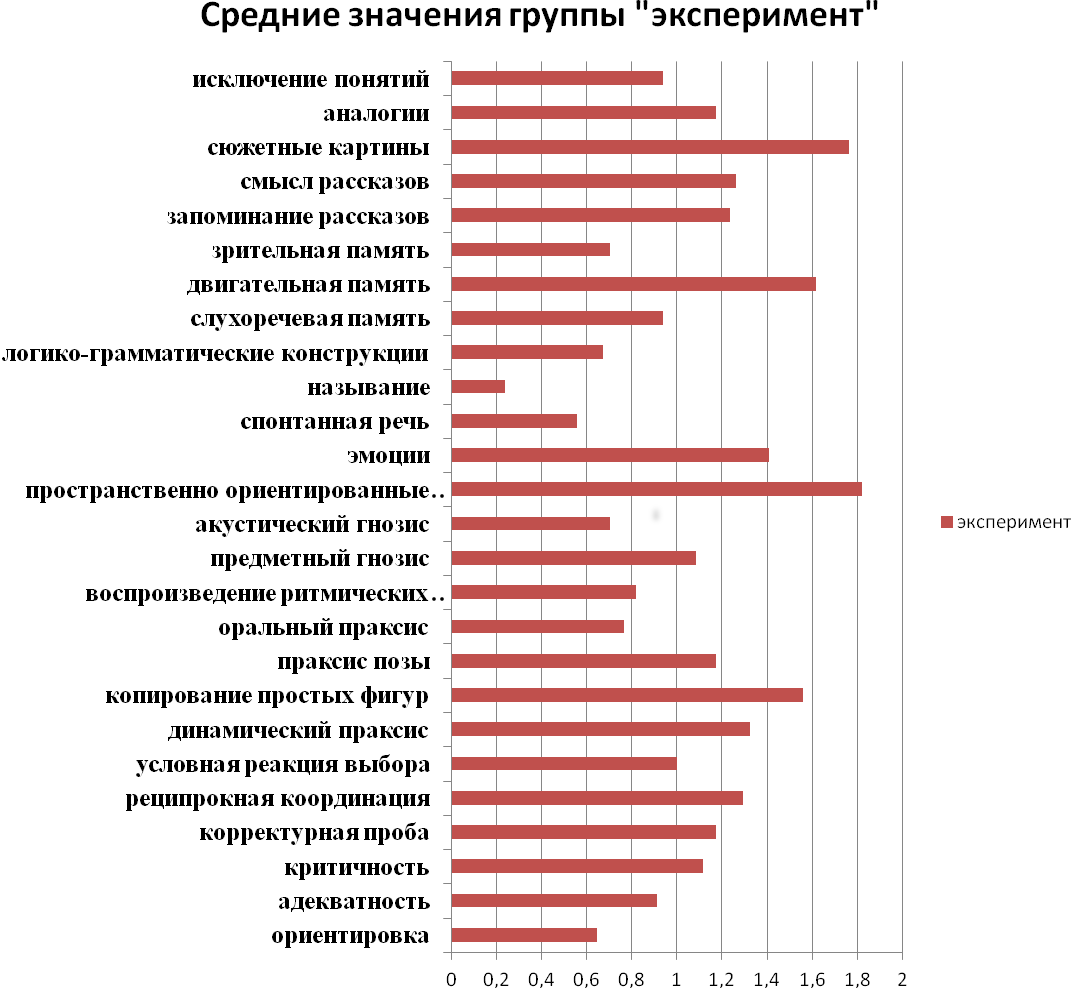 Средние значения группы "эксперимент"
исключение понятий
аналогии
сюжетные картины
смысл рассказов
запоминание рассказов
зрительная память
двигательная память
слухоречевая память
логико-грамматические конструкции
называние
спонтанная речь
эмоции
пространственно ориентированные..
акустический гнозис
предметный гнозис
воспроизведение ритмических..
оральный праксис
праксис позы
копирование простых фигур
динамический праксис
условная реакция выбора
реципрокная координация
корректурная проба
критичность
адекватность
ориентировка
0 0,2 0,4 0,6 0,8 1 1,2 1,4 1,6 1,8 2
эксперимент